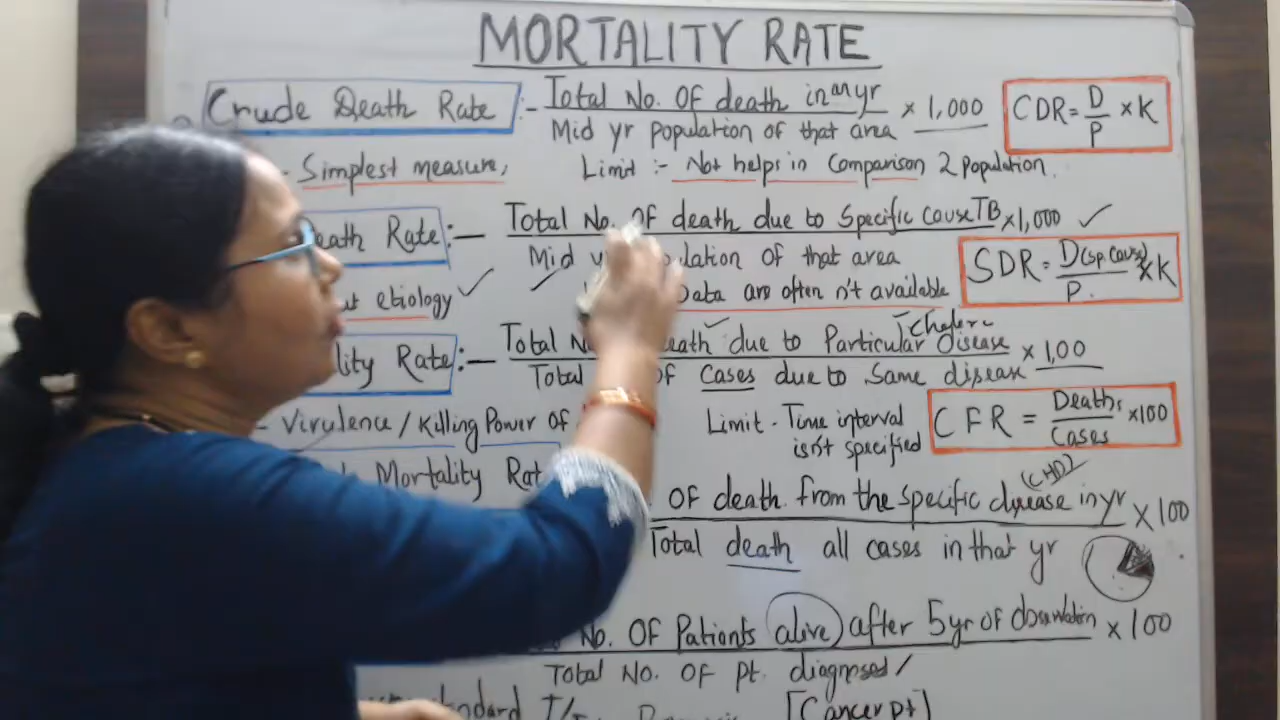 MORTALITY RATE
Crude Death Rate :- Total No. Of death in an yr × 1,000
Mid yr population of that area
CDR = D/P × K
- Simplest measure, Limit :- Not helps in Comparison 2 population
eath Rate :— Total No. Of death due to Specific cause TB × 1,000
Mid y lation of that area
SDR = D(sp. cause)/P. × K
ut etiology Data are often n't available
lity Rate :— Total N eath due to Particular disease Cholera × 1,00
Total of Cases due to Same disease
- Virulence / Killing Power of Limit - Time interval
isn't specified
CFR = Deaths/Cases × 100
Mortality Rat OF death from the specific disease in yr (CHD) × 100
Total death all cases in that yr
No. OF Patients alive after 5 yr of observation × 100
Total No. OF pt. diagnosed /
[Cancer pt]